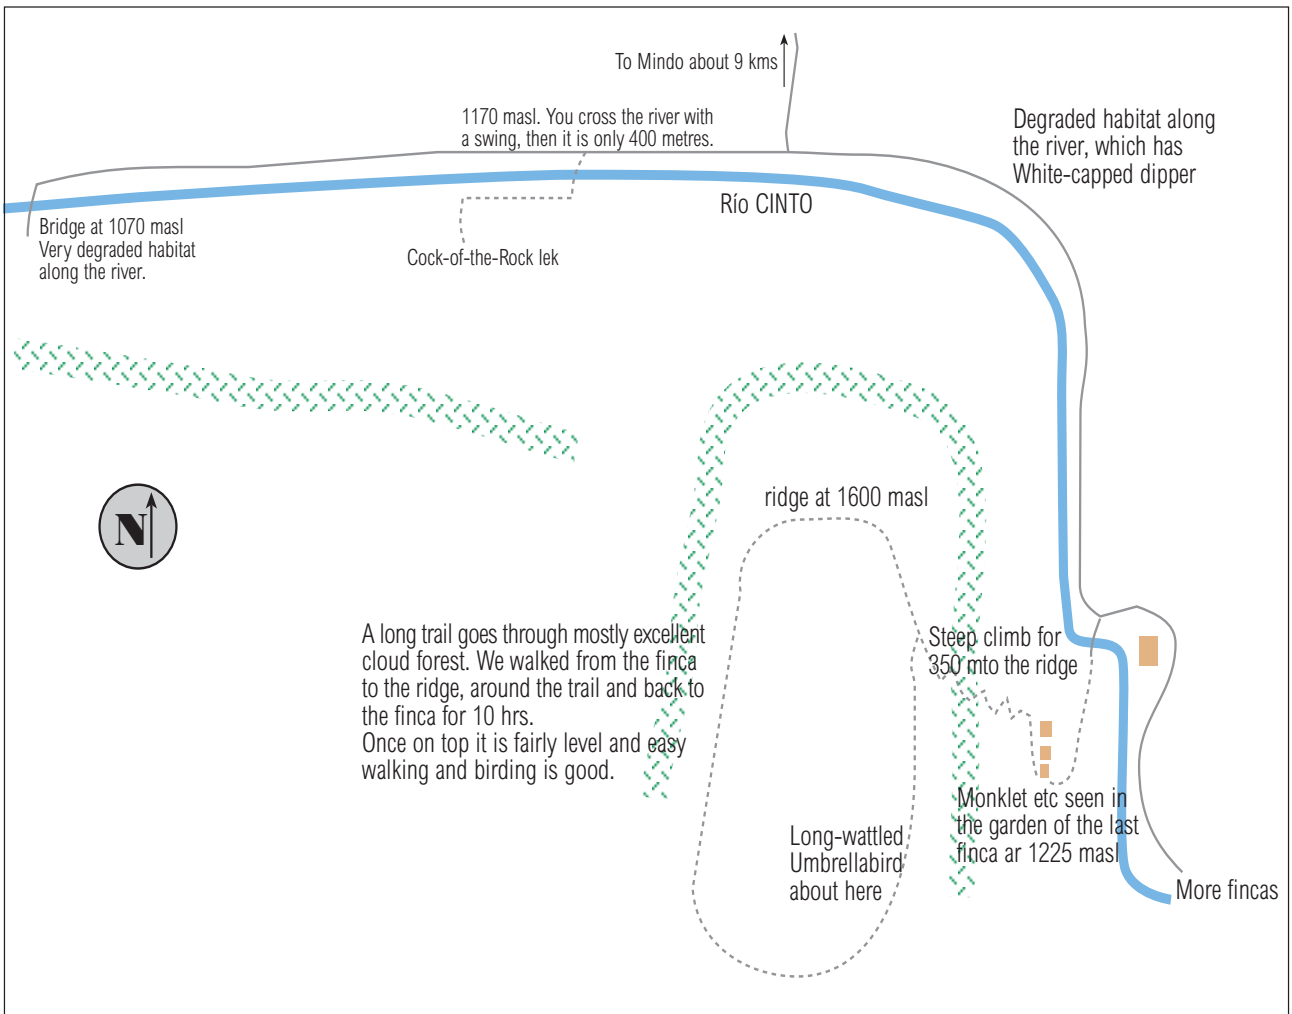 To Mindo about 9 kms
1170 masl. You cross the river with
a swing, then it is only 400 metres.
Degraded habitat along
the river, which has
White-capped dipper
Río CINTO
Bridge at 1070 masl
Very degraded habitat
along the river.
Cock-of-the-Rock lek
N
ridge at 1600 masl
A long trail goes through mostly excellent
cloud forest. We walked from the finca
to the ridge, around the trail and back to
the finca for 10 hrs.
Once on top it is fairly level and easy
walking and birding is good.
Steep climb for
350 mto the ridge
Monklet etc seen in
the garden of the last
finca ar 1225 masl
Long-wattled
Umbrellabird
about here
More fincas